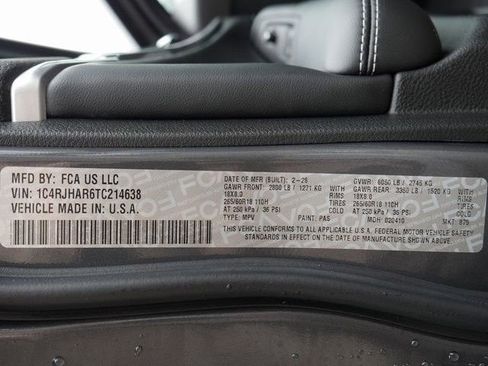 MFD BY: FCA US LLC
VIN: 1C4RJHAR6TC214638
VEHICLE MADE IN: U.S.A.
DATE OF MFR (BUILT): 2-26 GVWR: 6050 LB / 2745 KG
GAWR FRONT: 2800 LB / 1271 KG WITH GAWR REAR: 3350 LB / 1520 KG
18X8.0 RIMS 18X8.0 RIMS
265/60R18 110H TIRES 265/60R18 110H TIRES
AT 250 kPa / 36 PSI COLD AT 250 kPa / 36 PSI COLD
TYPE: MPV PAINT: PAS MDH: 020410 MKT: 
THIS VEHICLE CONFORMS TO ALL APPLICABLE U.S.A. FEDERAL MOTOR VEHICLE SAFETY
STANDARDS IN EFFECT ON THE DATE OF MANUFACTURE SHOWN ABOVE.